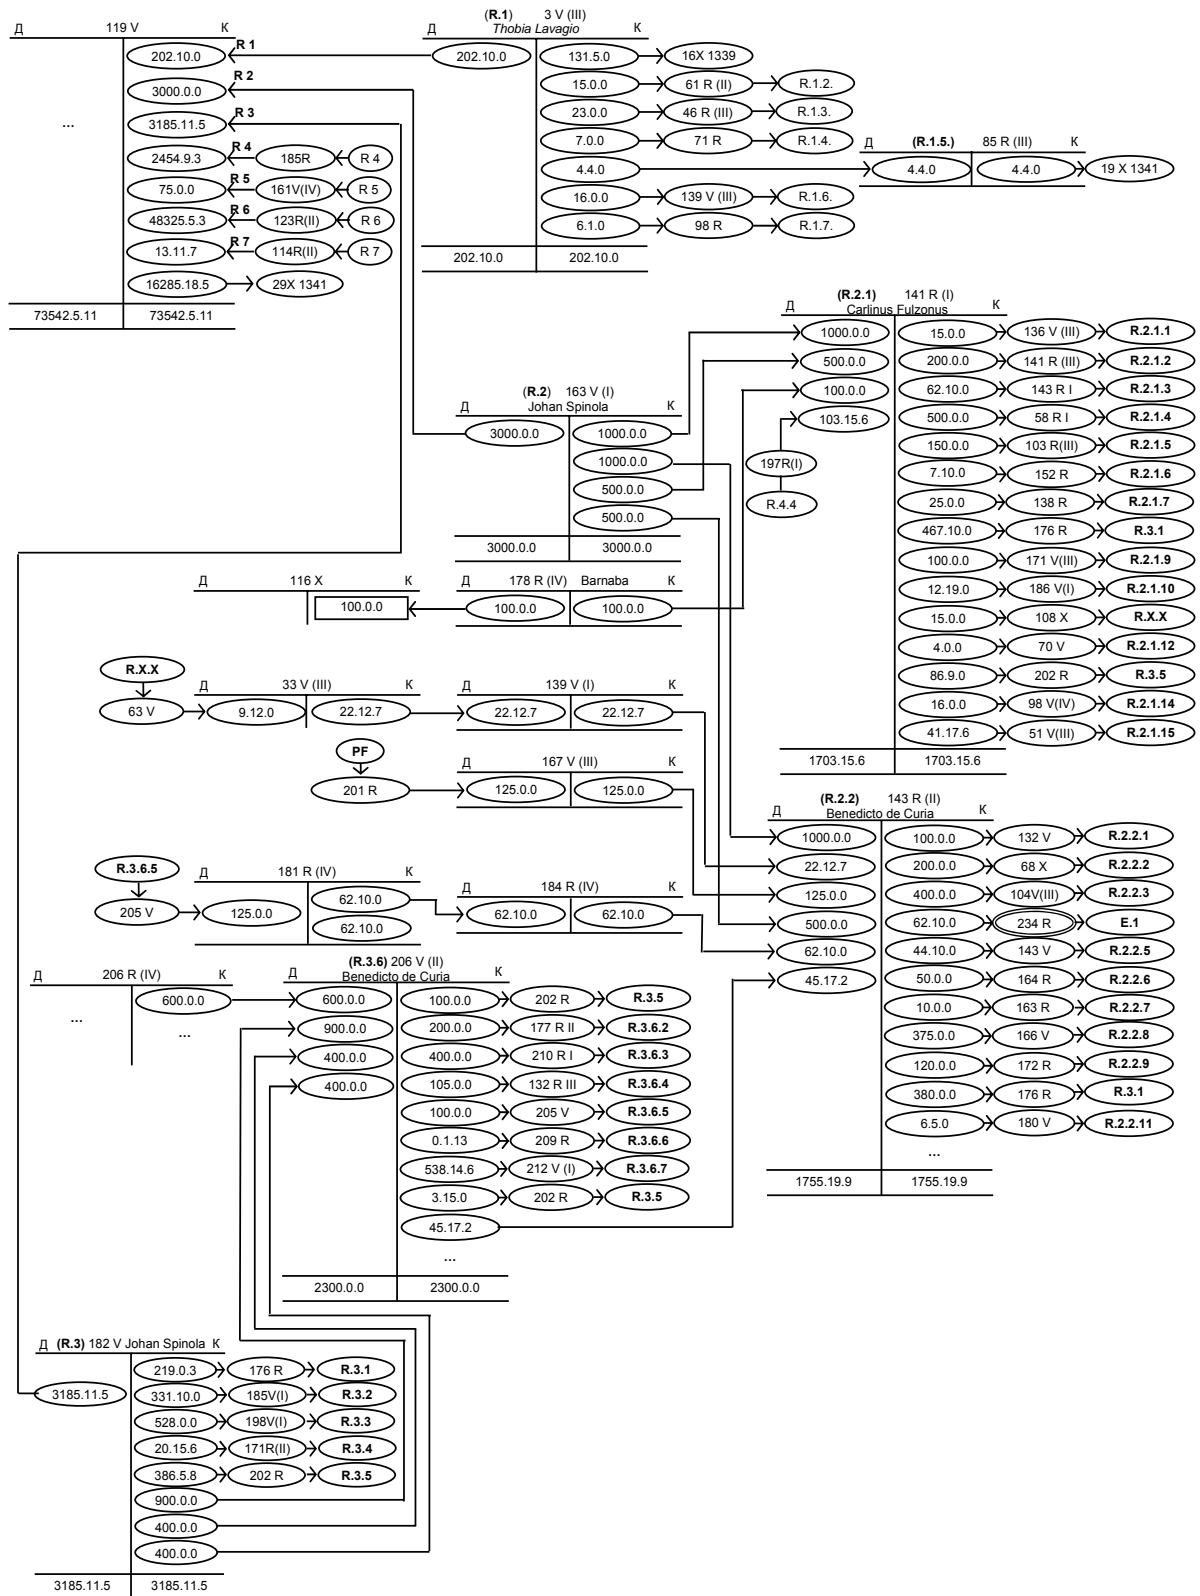 119 V
Д К
202.10.0 R 1
3000.0.0 R 2
3185.11.5 R 3
...
2454.9.3 R 4 185R R 4
75.0.0 R 5 161V(IV) R 5
48325.5.3 R 6 123R(II) R 6
13.11.7 R 7 114R(II) R 7
16285.18.5 29X 1341
73542.5.11 73542.5.11
(R.1) 3 V (III)
Д Thobia Lavagio К
202.10.0 131.5.0 16X 1339
15.0.0 61 R (II) R.1.2.
23.0.0 46 R (III) R.1.3.
7.0.0 71 R R.1.4.
4.4.0
16.0.0 139 V (III) R.1.6.
6.1.0 98 R R.1.7.
202.10.0 202.10.0
Д (R.1.5.) 85 R (III) К
4.4.0 4.4.0 19 X 1341
(R.2) 163 V (I)
Д Johan Spinola К
3000.0.0 1000.0.0
1000.0.0
500.0.0
500.0.0
3000.0.0 3000.0.0
(R.2.1) 141 R (I)
Д Carlinus Fulzonus К
1000.0.0 15.0.0 136 V (III) R.2.1.1
500.0.0 200.0.0 141 R (III) R.2.1.2
100.0.0 62.10.0 143 R I R.2.1.3
103.15.6 500.0.0 58 R I R.2.1.4
197R(I) 150.0.0 103 R(III) R.2.1.5
R.4.4 7.10.0 152 R R.2.1.6
25.0.0 138 R R.2.1.7
467.10.0 176 R R.3.1
100.0.0 171 V(III) R.2.1.9
12.19.0 186 V(I) R.2.1.10
15.0.0 108 X R.X.X
4.0.0 70 V R.2.1.12
86.9.0 202 R R.3.5
16.0.0 98 V(IV) R.2.1.14
41.17.6 51 V(III) R.2.1.15
1703.15.6 1703.15.6
Д 116 X К
100.0.0
Д 178 R (IV) Barnaba К
100.0.0 100.0.0
R.X.X
63 V
Д 33 V (III) К
9.12.0 22.12.7
Д 139 V (I) К
22.12.7 22.12.7
PF
201 R
Д 167 V (III) К
125.0.0 125.0.0
R.3.6.5
205 V
Д 181 R (IV) К
125.0.0 62.10.0
62.10.0
Д 184 R (IV) К
62.10.0 62.10.0
(R.2.2) 143 R (II)
Д Benedicto de Curia К
1000.0.0 100.0.0 132 V R.2.2.1
22.12.7 200.0.0 68 X R.2.2.2
125.0.0 400.0.0 104V(III) R.2.2.3
500.0.0 62.10.0 234 R E.1
62.10.0 44.10.0 143 V R.2.2.5
45.17.2 50.0.0 164 R R.2.2.6
10.0.0 163 R R.2.2.7
375.0.0 166 V R.2.2.8
120.0.0 172 R R.2.2.9
380.0.0 176 R R.3.1
6.5.0 180 V R.2.2.11
...
1755.19.9 1755.19.9
Д 206 R (IV) К
600.0.0
...
...
(R.3.6) 206 V (II)
Д Benedicto de Curia К
600.0.0 100.0.0 202 R R.3.5
900.0.0 200.0.0 177 R II R.3.6.2
400.0.0 400.0.0 210 R I R.3.6.3
400.0.0 105.0.0 132 R III R.3.6.4
100.0.0 205 V R.3.6.5
0.1.13 209 R R.3.6.6
538.14.6 212 V (I) R.3.6.7
3.15.0 202 R R.3.5
45.17.2
...
2300.0.0 2300.0.0
Д (R.3) 182 V Johan Spinola К
3185.11.5 219.0.3 176 R R.3.1
331.10.0 185V(I) R.3.2
528.0.0 198V(I) R.3.3
20.15.6 171R(II) R.3.4
386.5.8 202 R R.3.5
900.0.0
400.0.0
400.0.0
3185.11.5 3185.11.5